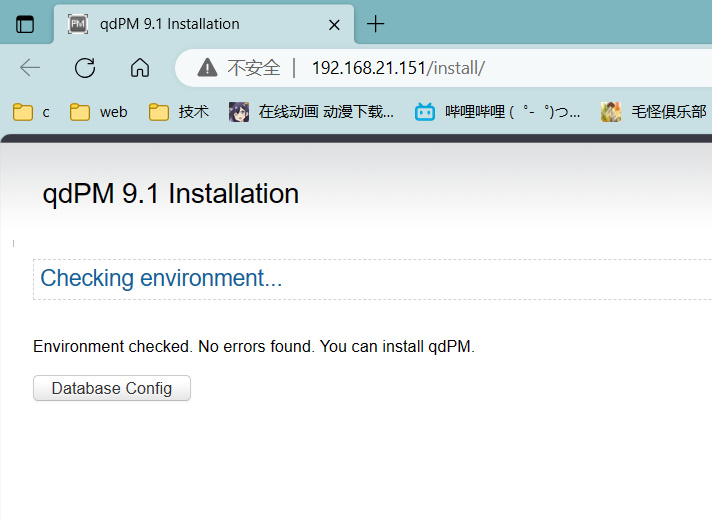 qdPM 9.1 Installation
不安全 | 192.168.21.151/install/
c web 技术 在线动画 动漫下载... 哔哩哔哩 ( ゜- ゜)つ... 毛怪俱乐部
qdPM 9.1 Installation
Checking environment...
Environment checked. No errors found. You can install qdPM.
Database Config